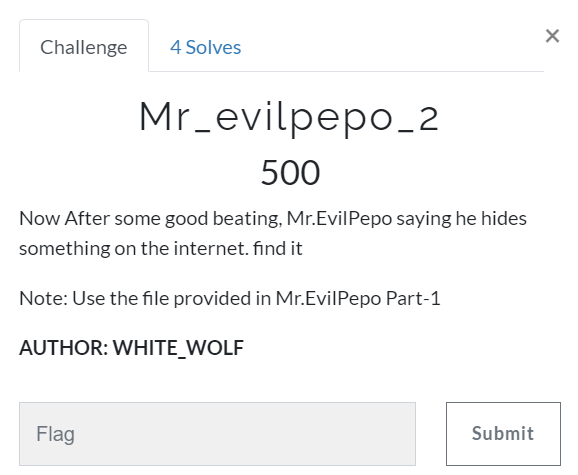 Challenge
4 Solves
×
Mr_evilpepo_2
500
Now After some good beating, Mr.EvilPepo saying he hides
something on the internet. find it
Note: Use the file provided in Mr.EvilPepo Part-1
AUTHOR: WHITE_WOLF
Flag
Submit